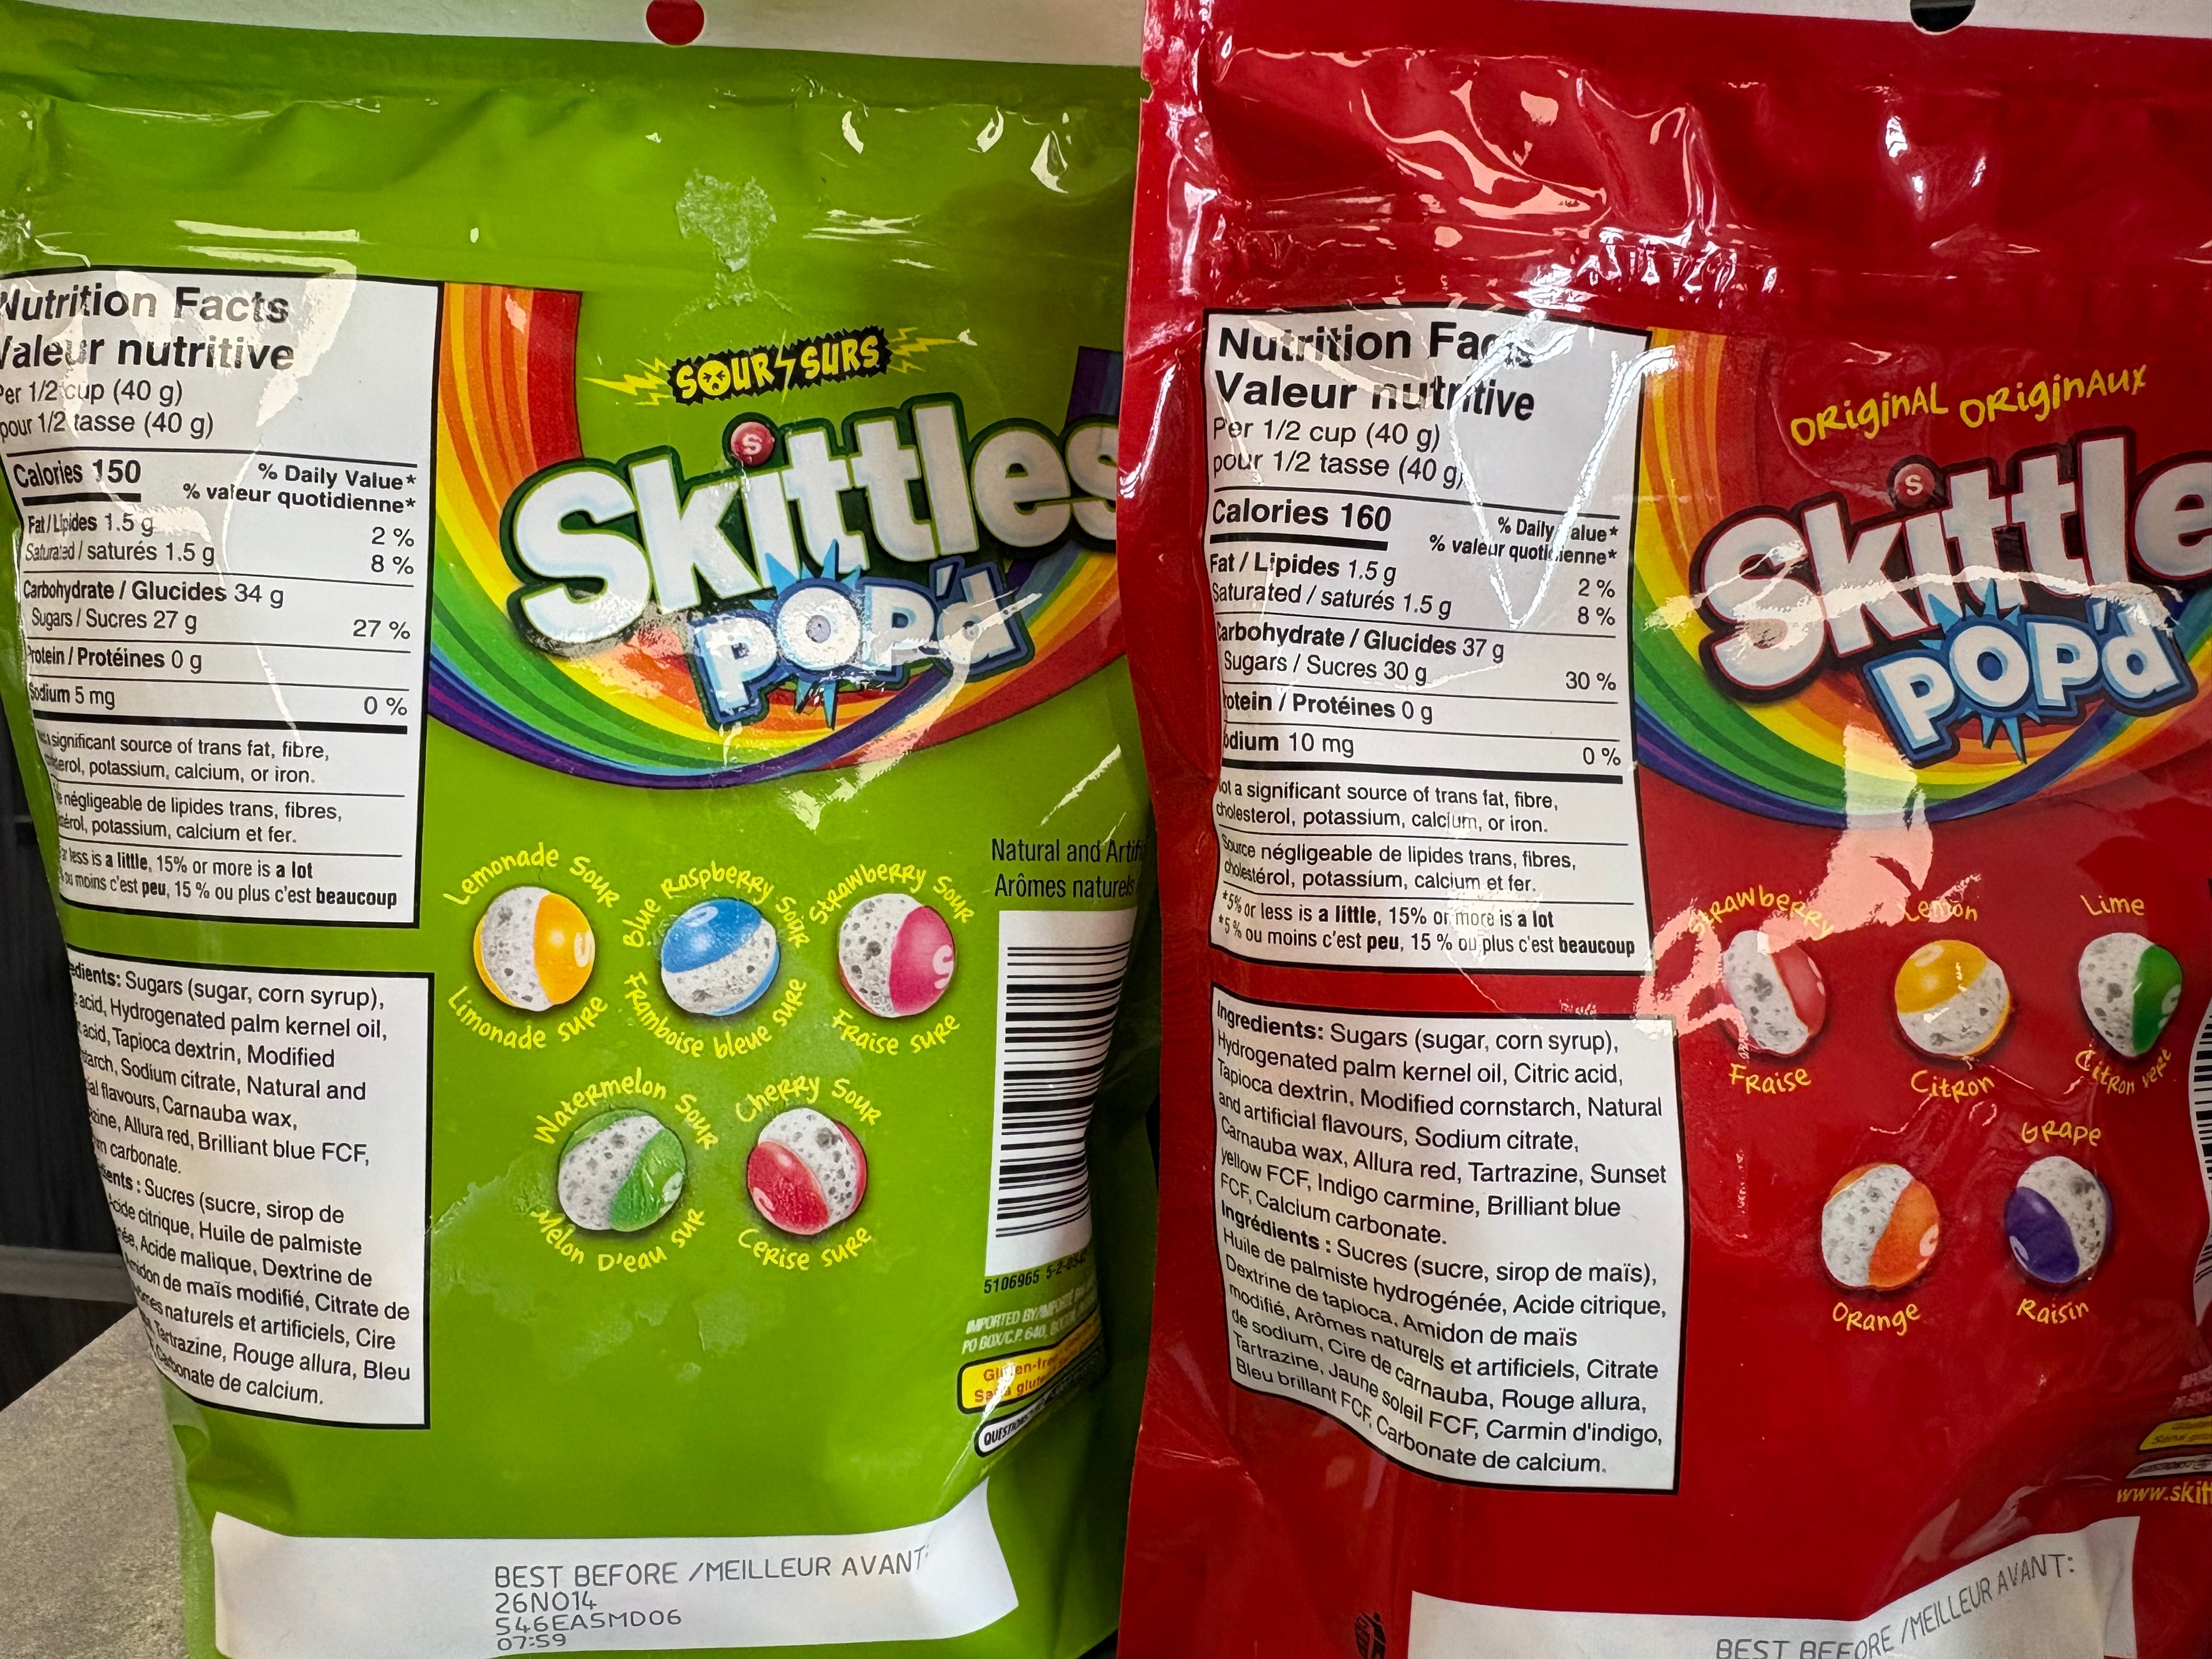 Nutrition Facts
Valeur nutritive
Per 1/2 cup (40 g)
pour 1/2 tasse (40 g)
Calories 150
% Daily Value*
% valeur quotidienne*
Fat / Lipides 1.5 g
2 %
Saturated / saturés 1.5 g
8 %
Carbohydrate / Glucides 34 g
Sugars / Sucres 27 g
27 %
Protéines 0 g
Sodium 5 mg
0 %
significant source of trans fat, fibre,
potassium, calcium, or iron.
négligeable de lipides trans, fibres,
potassium, calcium et fer.
less is a little, 15% or more is a lot
ou moins c'est peu, 15 % ou plus c'est beaucoup
Sugars (sugar, corn syrup),
acid, Hydrogenated palm kernel oil,
acid, Tapioca dextrin, Modified
Sodium citrate, Natural and
flavours, Carnauba wax,
Allura red, Brilliant blue FCF,
carbonate.
Sucres (sucre, sirop de
citrique, Huile de palmiste
Acide malique, Dextrine de
de maïs modifié, Citrate de
naturels et artificiels, Cire
Tartrazine, Rouge allura, Bleu
de calcium.
SOUR SURS
Skittles
POP'd
Lemonade Sour
Limonade sure
Blue Raspberry Sour
Framboise bleue sure
Strawberry Sour
Fraise sure
Watermelon Sour
Melon D'eau sur
Cherry Sour
Cerise sure
Natural and
Arômes naturels
5106965
BEST BEFORE /MEILLEUR AVANT:
26NO14
546EASMD06
07:59
Nutrition Facts
Valeur nutritive
Per 1/2 cup (40 g)
pour 1/2 tasse (40 g)
Calories 160
% Daily Value*
% valeur quotidienne*
Fat / Lipides 1.5 g
2 %
Saturated / saturés 1.5 g
8 %
Carbohydrate / Glucides 37 g
Sugars / Sucres 30 g
30 %
Protein / Protéines 0 g
Sodium 10 mg
0 %
Not a significant source of trans fat, fibre,
cholesterol, potassium, calcium, or iron.
Source négligeable de lipides trans, fibres,
cholestérol, potassium, calcium et fer.
*5% or less is a little, 15% or more is a lot
*5 % ou moins c'est peu, 15 % ou plus c'est beaucoup
Ingredients: Sugars (sugar, corn syrup),
Hydrogenated palm kernel oil, Citric acid,
Tapioca dextrin, Modified cornstarch, Natural
and artificial flavours, Sodium citrate,
Carnauba wax, Allura red, Tartrazine, Sunset
yellow FCF, Indigo carmine, Brilliant blue
FCF, Calcium carbonate.
Ingrédients : Sucres (sucre, sirop de maïs),
Huile de palmiste hydrogénée, Acide citrique,
Dextrine de tapioca, Amidon de maïs
modifié, Arômes naturels et artificiels, Citrate
de sodium, Cire de carnauba, Rouge allura,
Tartrazine, Jaune soleil FCF, Carmin d'indigo,
Bleu brillant FCF, Carbonate de calcium.
ORiginAL ORiginAux
Skittle
POP'd
Strawberry
Fraise
Lemon
Citron
Lime
Citron vert
Orange
Grape
Raisin
www.skitt
BEST BEFORE /MEILLEUR AVANT: